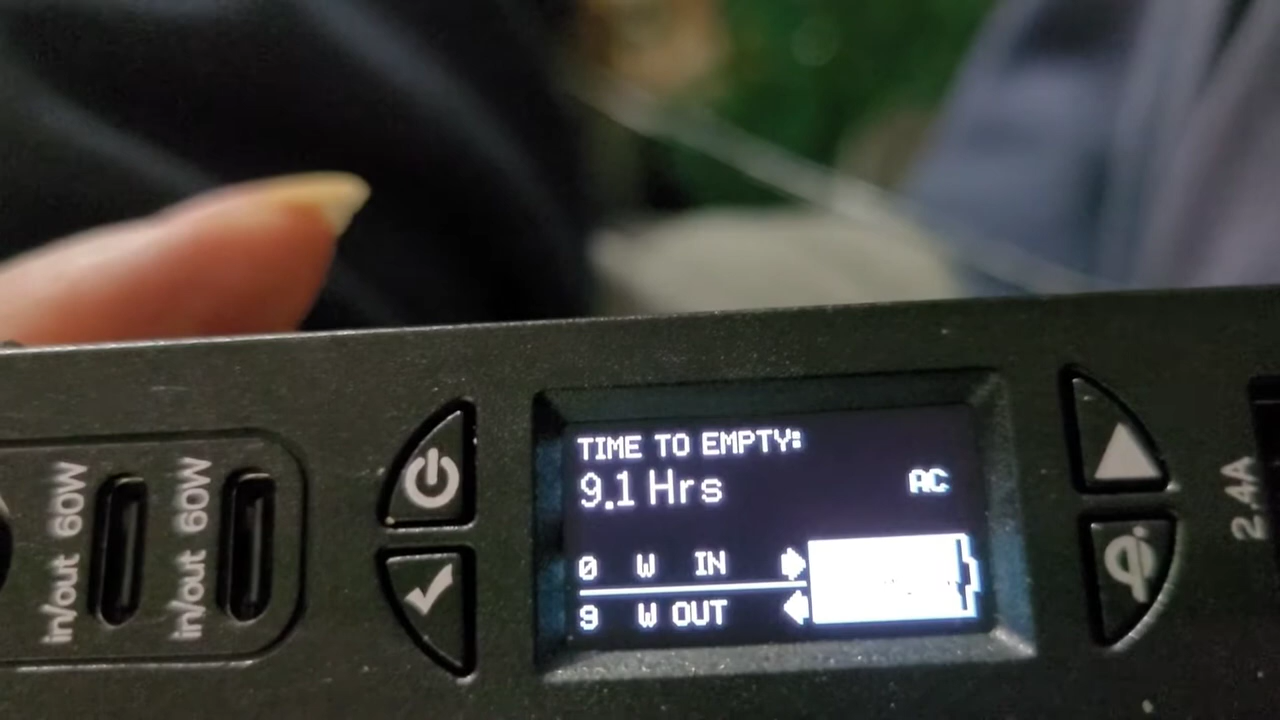 TIME TO EMPTY:
9.1 Hrs
AC
0 W IN
9 W OUT
in/out 60W
in/out 60W
2.4A